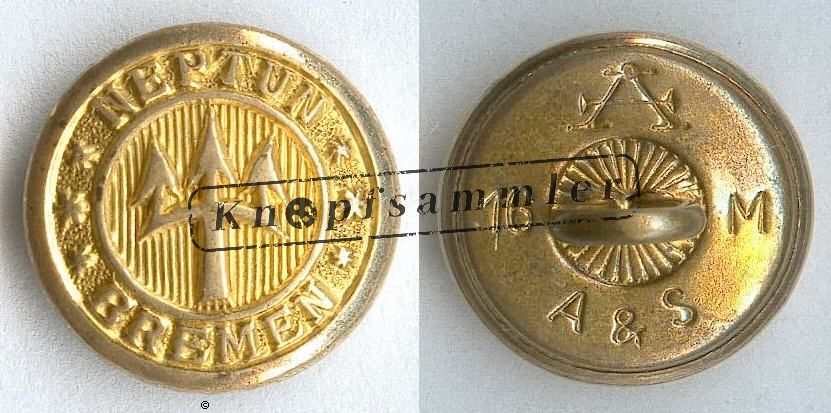 NEPTUN
BREMEN
Knopfsammler
A
16 M
A & S
©